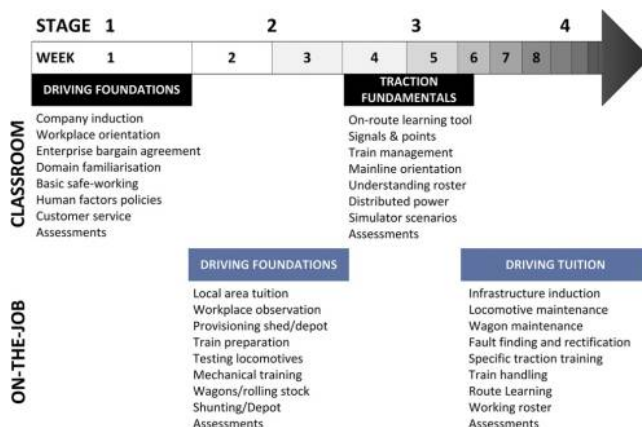 STAGE 1 2 3 4
WEEK 1 2 3 4 5 6 7 8
DRIVING FOUNDATIONS
TRACTION
FUNDAMENTALS
CLASSROOM
Company induction
Workplace orientation
Enterprise bargain agreement
Domain familiarisation
Basic safe-working
Human factors policies
Customer service
Assessments
On-route learning tool
Signals & points
Train management
Mainline orientation
Understanding roster
Distributed power
Simulator scenarios
Assessments
ON-THE-JOB
DRIVING FOUNDATIONS
Local area tuition
Workplace observation
Provisioning shed/depot
Train preparation
Testing locomotives
Mechanical training
Wagons/rolling stock
Shunting/Depot
Assessments
DRIVING TUITION
Infrastructure induction
Locomotive maintenance
Wagon maintenance
Fault finding and rectification
Specific traction training
Train handling
Route Learning
Working roster
Assessments